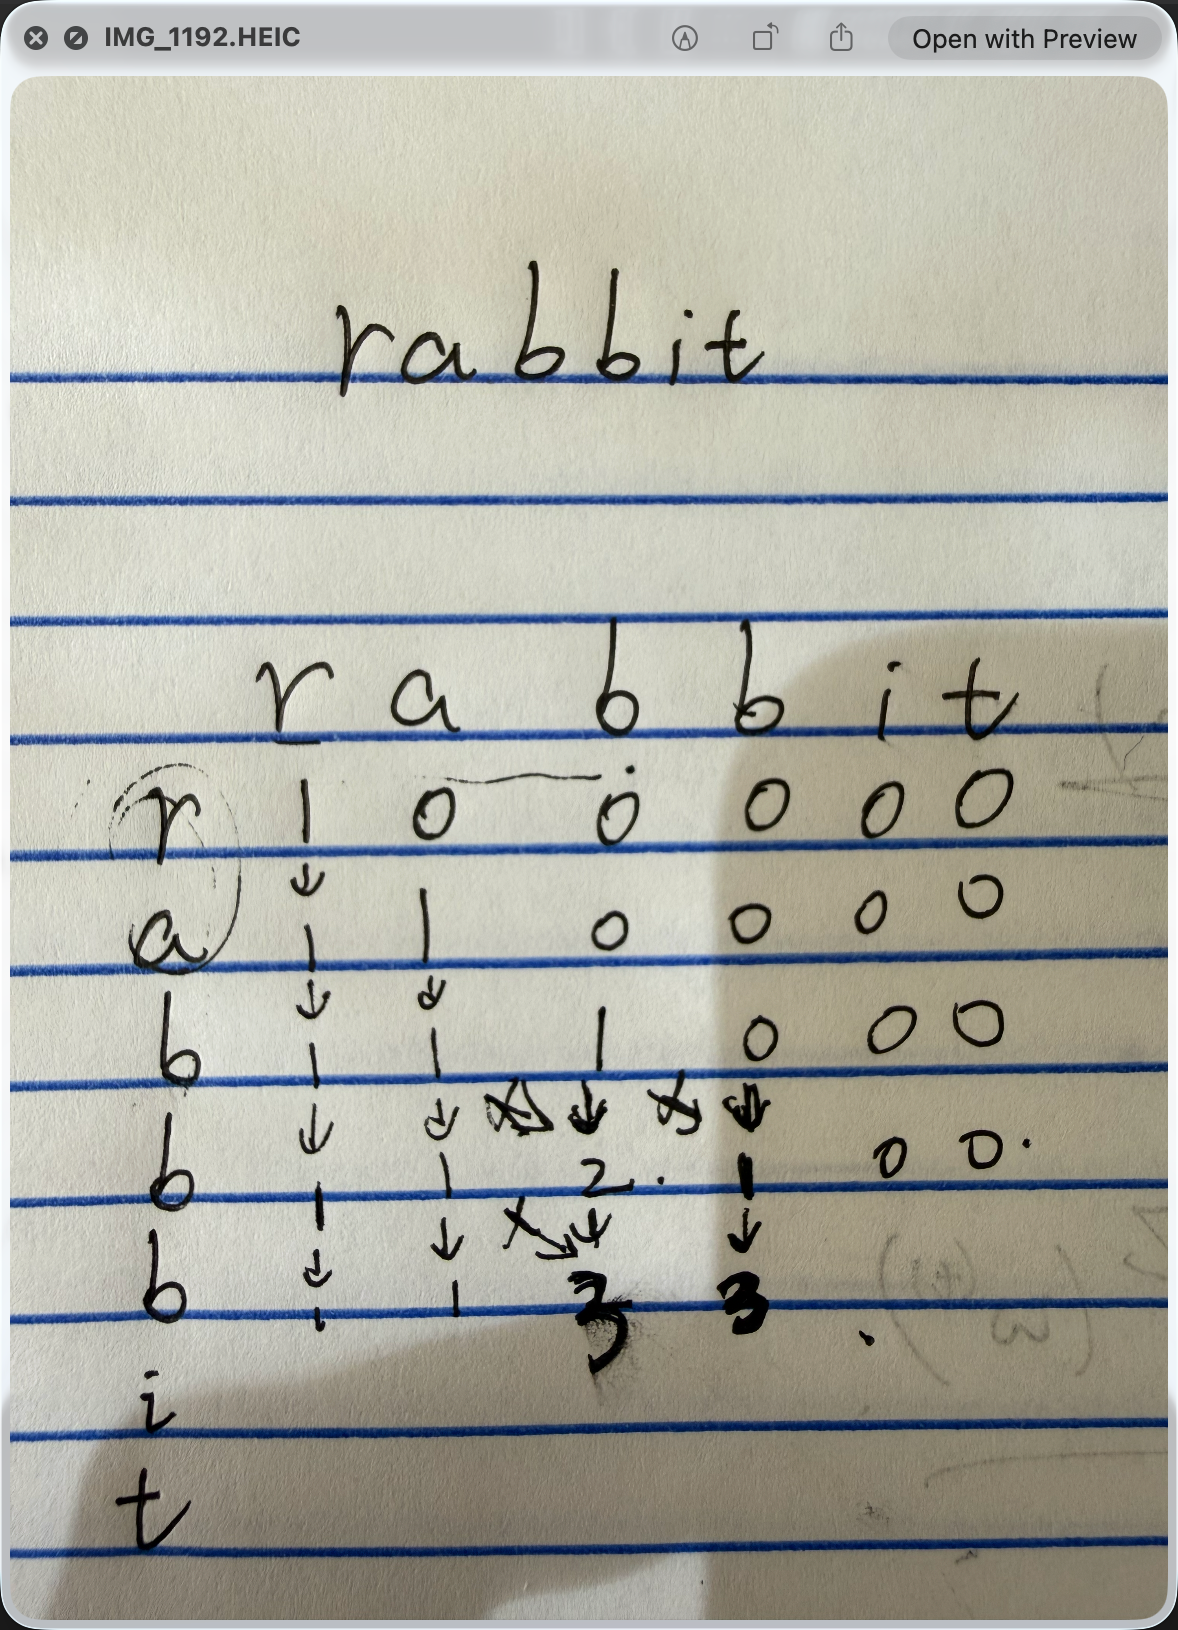 IMG_1192.HEIC Open with Preview
rabbit
r a b b i t
r 1 0 0 0 0 0
a 1 1 0 0 0 0
b 1 1 1 0 0 0
b 1 1 2 1 0 0
b 1 1 3 3
i
t